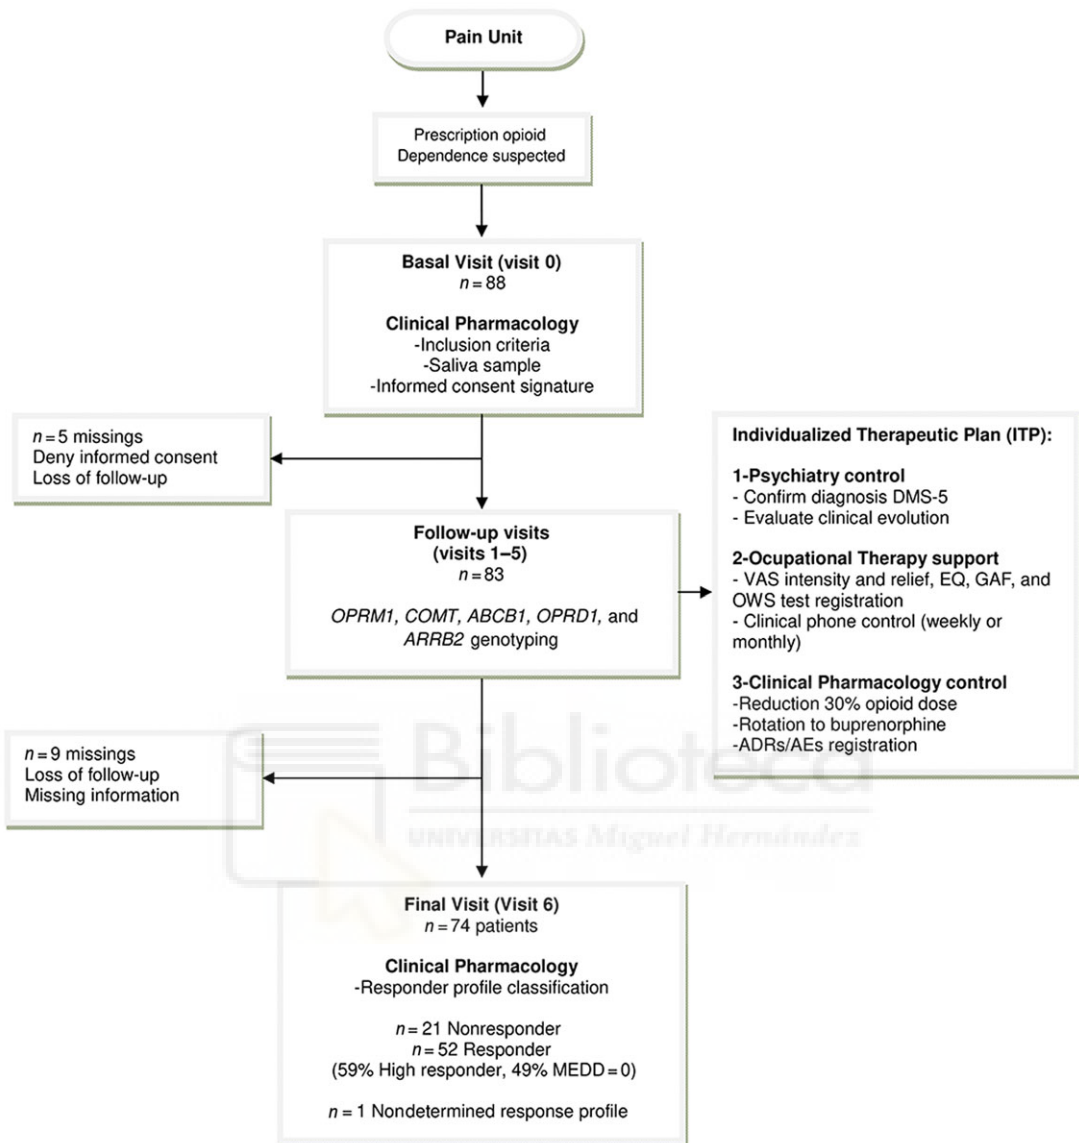 Pain Unit
Prescription opioid
Dependence suspected
Basal Visit (visit 0)
n = 88
Clinical Pharmacology
-Inclusion criteria
-Saliva sample
-Informed consent signature
n = 5 missings
Deny informed consent
Loss of follow-up
Follow-up visits
(visits 1–5)
n = 83
OPRM1, COMT, ABCB1, OPRD1, and
ARRB2 genotyping
Individualized Therapeutic Plan (ITP):
1-Psychiatry control
- Confirm diagnosis DMS-5
- Evaluate clinical evolution
2-Ocupational Therapy support
- VAS intensity and relief, EQ, GAF, and
OWS test registration
- Clinical phone control (weekly or
monthly)
3-Clinical Pharmacology control
-Reduction 30% opioid dose
-Rotation to buprenorphine
-ADRs/AEs registration
n = 9 missings
Loss of follow-up
Missing information
Biblioteca
UNIVERSITAS Miguel Hernández
Final Visit (Visit 6)
n = 74 patients
Clinical Pharmacology
-Responder profile classification
n = 21 Nonresponder
n = 52 Responder
(59% High responder, 49% MEDD = 0)
n = 1 Nondetermined response profile